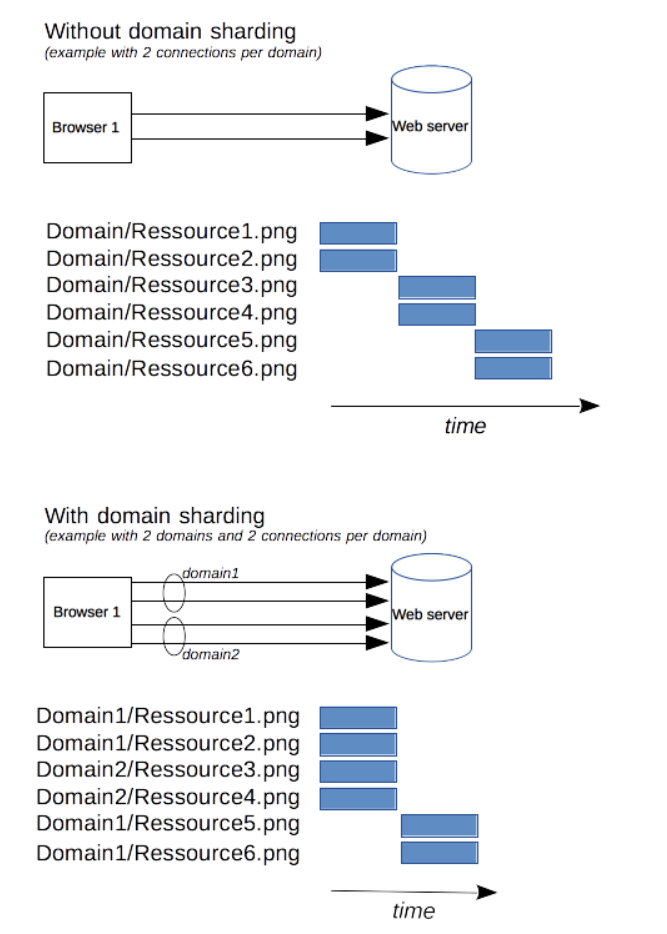 Without domain sharding
(example with 2 connections per domain)
Browser 1
Web server
Domain/Ressource1.png
Domain/Ressource2.png
Domain/Ressource3.png
Domain/Ressource4.png
Domain/Ressource5.png
Domain/Ressource6.png
time
With domain sharding
(example with 2 domains and 2 connections per domain)
domain1
Browser 1
Web server
domain2
Domain1/Ressource1.png
Domain1/Ressource2.png
Domain2/Ressource3.png
Domain2/Ressource4.png
Domain1/Ressource5.png
Domain1/Ressource6.png
time